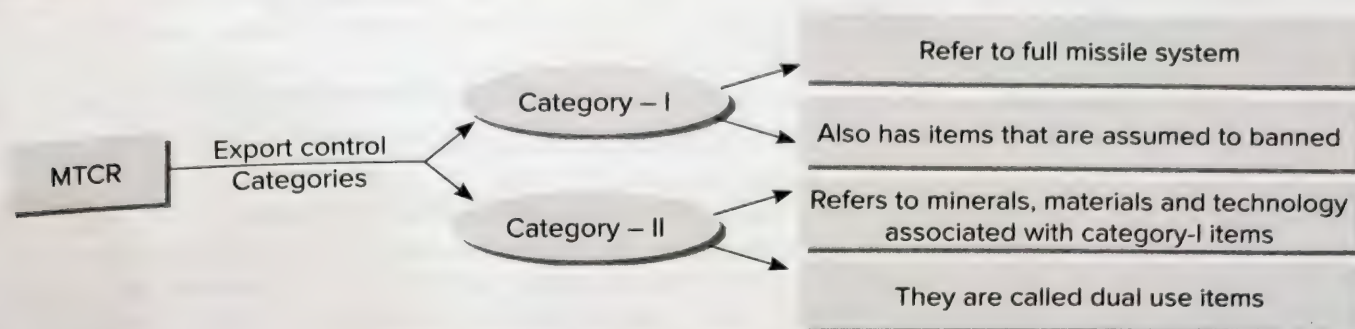 MTCR
Export control
Categories
Category – I
Refer to full missile system
Also has items that are assumed to banned
Category – II
Refers to minerals, materials and technology
associated with category-I items
They are called dual use items